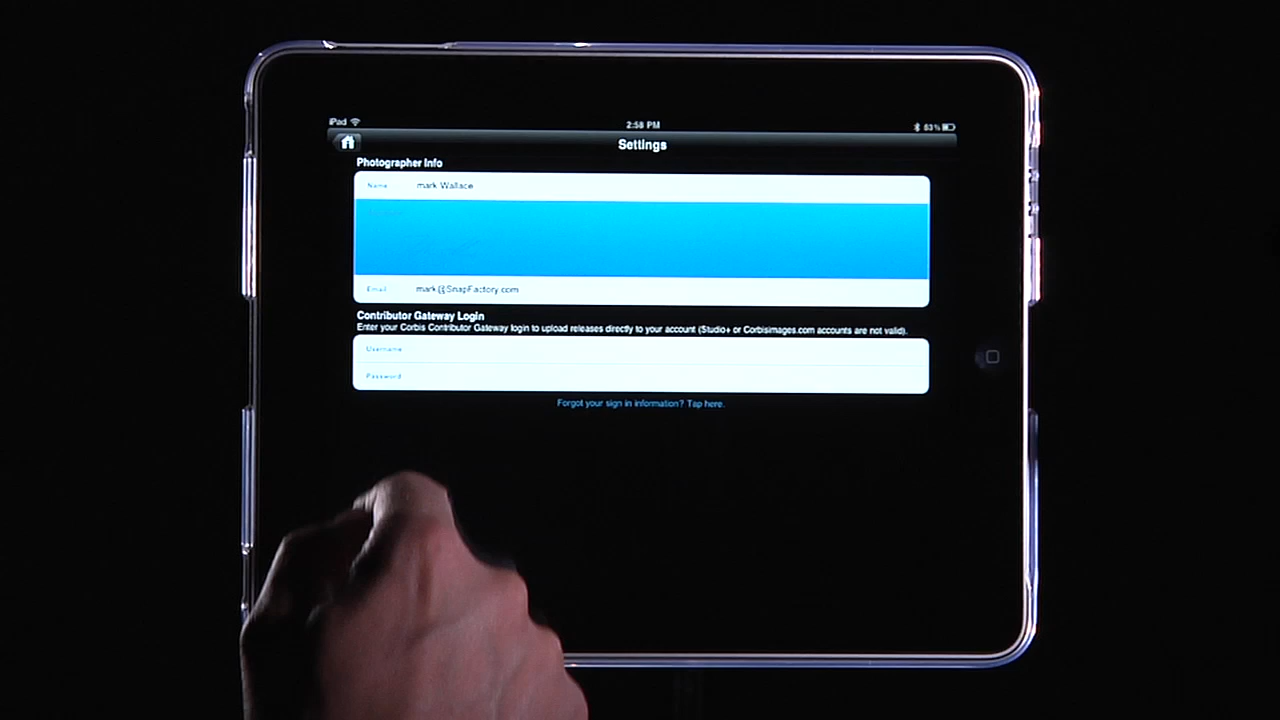 iPad 2:58 PM 83%
Settings
Photographer Info
Name mark Wallace
Email mark@SnapFactory.com
Contributor Gateway Login
Enter your Corbis Contributor Gateway login to upload releases directly to your account (Studio+ or Corbisimages.com accounts are not valid).
Username
Password
Forgot your sign in information? Tap here.